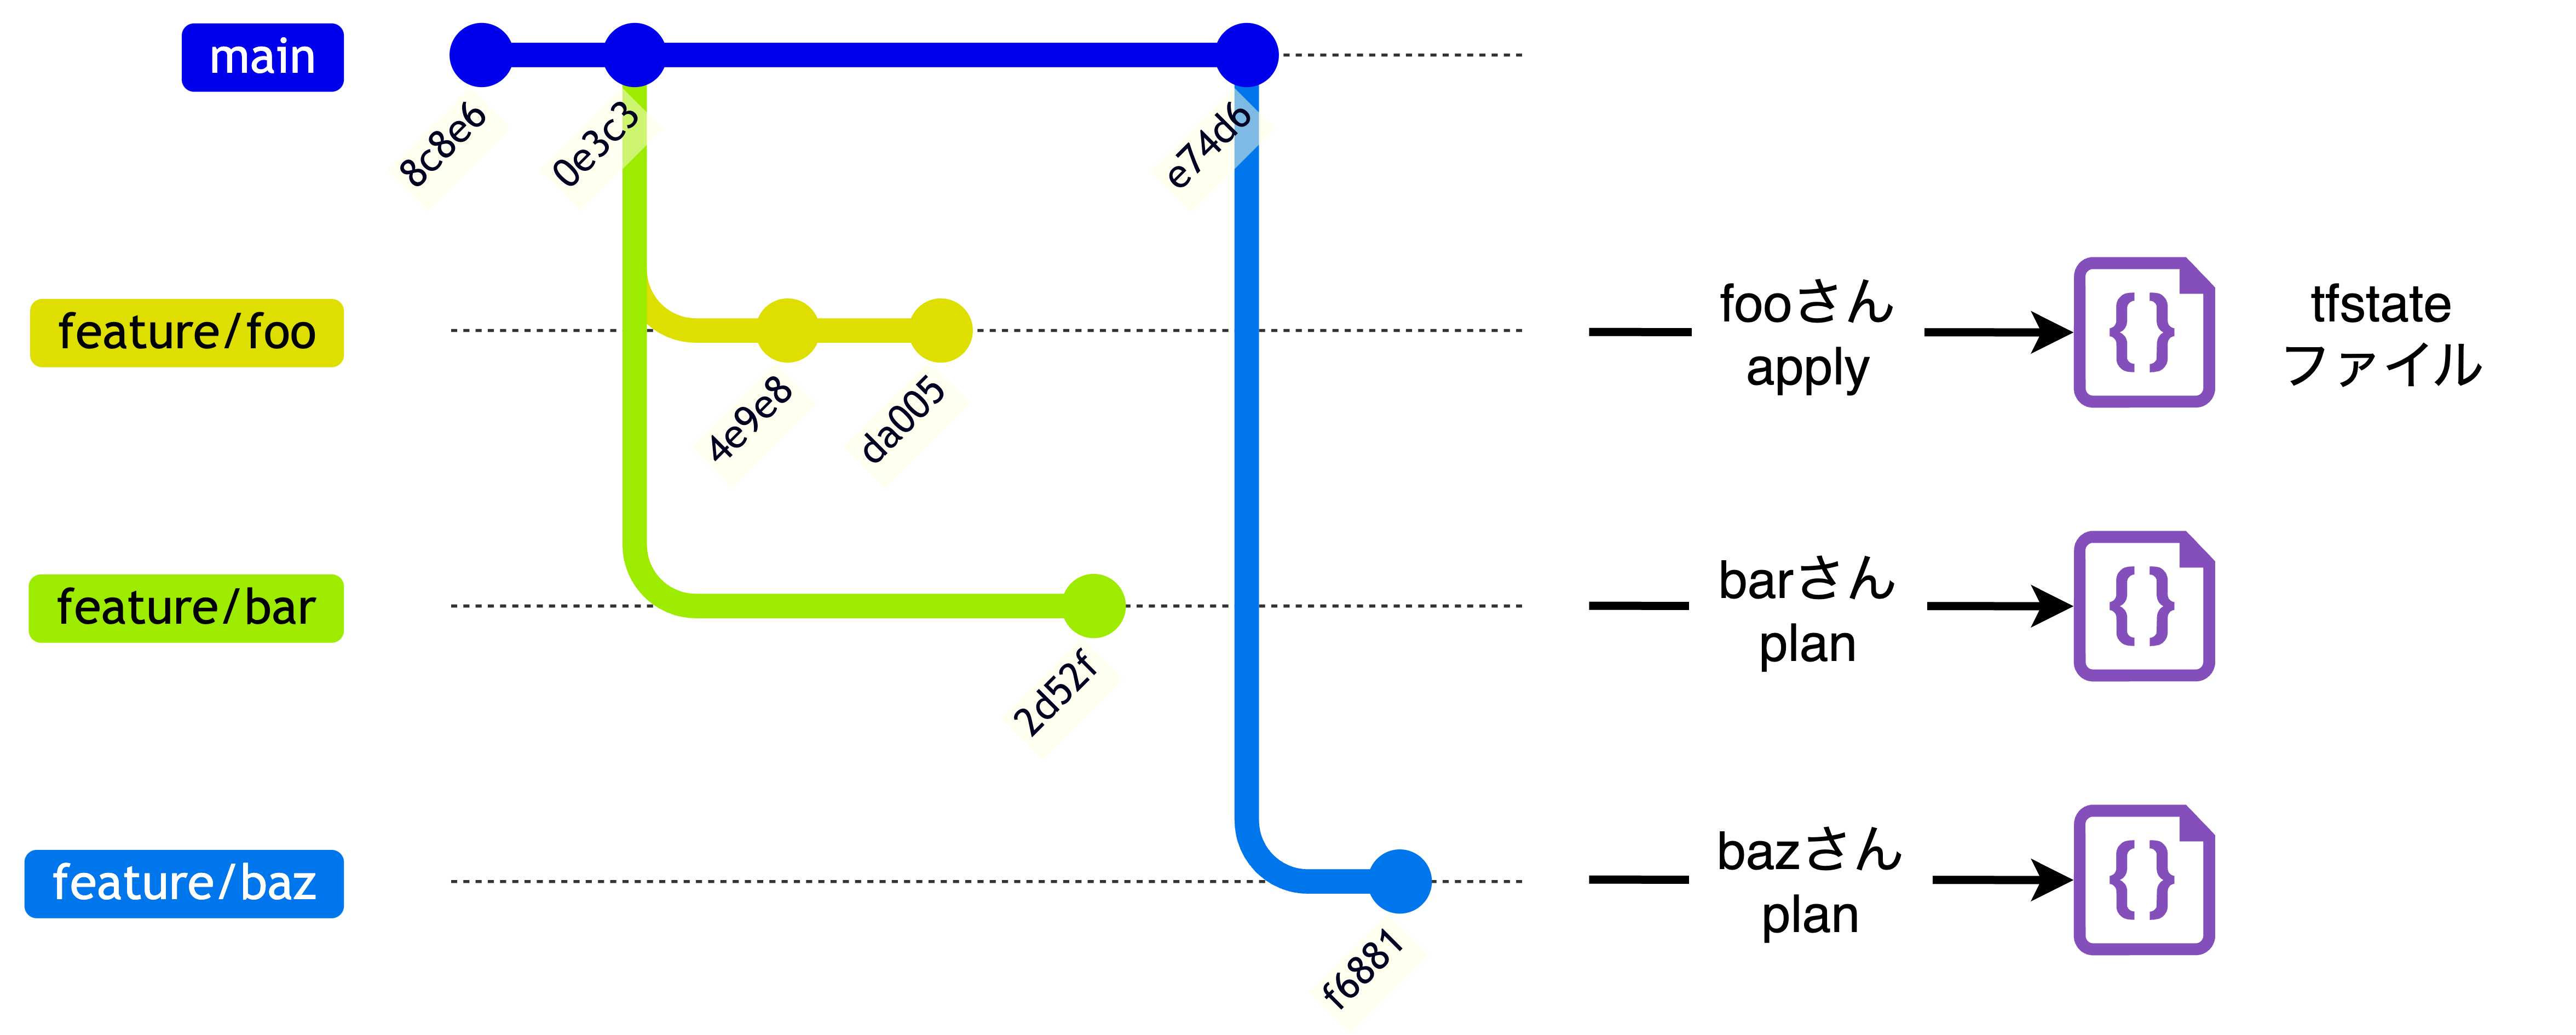 main
8c8e6
0e3c3
e74d6
feature/foo
4e9e8
da005
fooさん
apply
{}
tfstate
ファイル
feature/bar
2d52f
barさん
plan
{}
feature/baz
f6881
bazさん
plan
{}